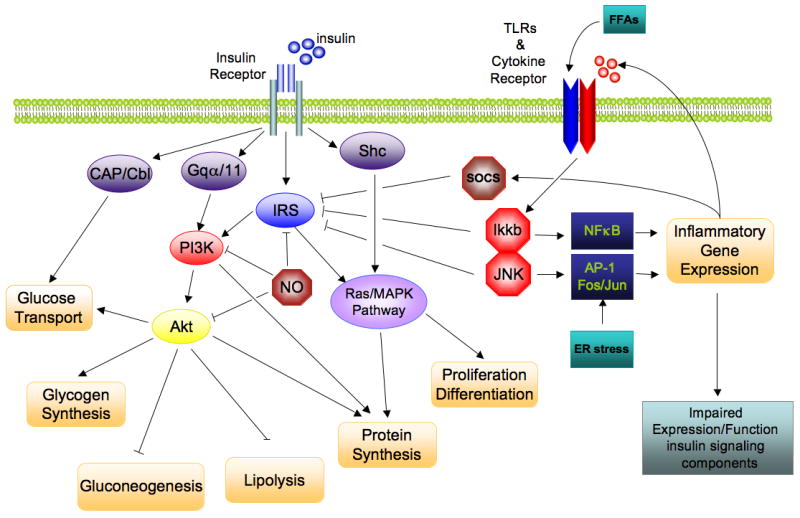 insulin
Insulin
Receptor
TLRs
&
Cytokine
Receptor
FFAs
CAP/Cbl
Gqα/11
Shc
socs
IRS
Ikkb
NFκB
Inflammatory
Gene
Expression
PI3K
JNK
AP-1
Fos/Jun
NO
Glucose
Transport
Ras/MAPK
Pathway
Akt
ER stress
Glycogen
Synthesis
Proliferation
Differentiation
Impaired
Expression/Function
insulin signaling
components
Protein
Synthesis
Gluconeogenesis
Lipolysis